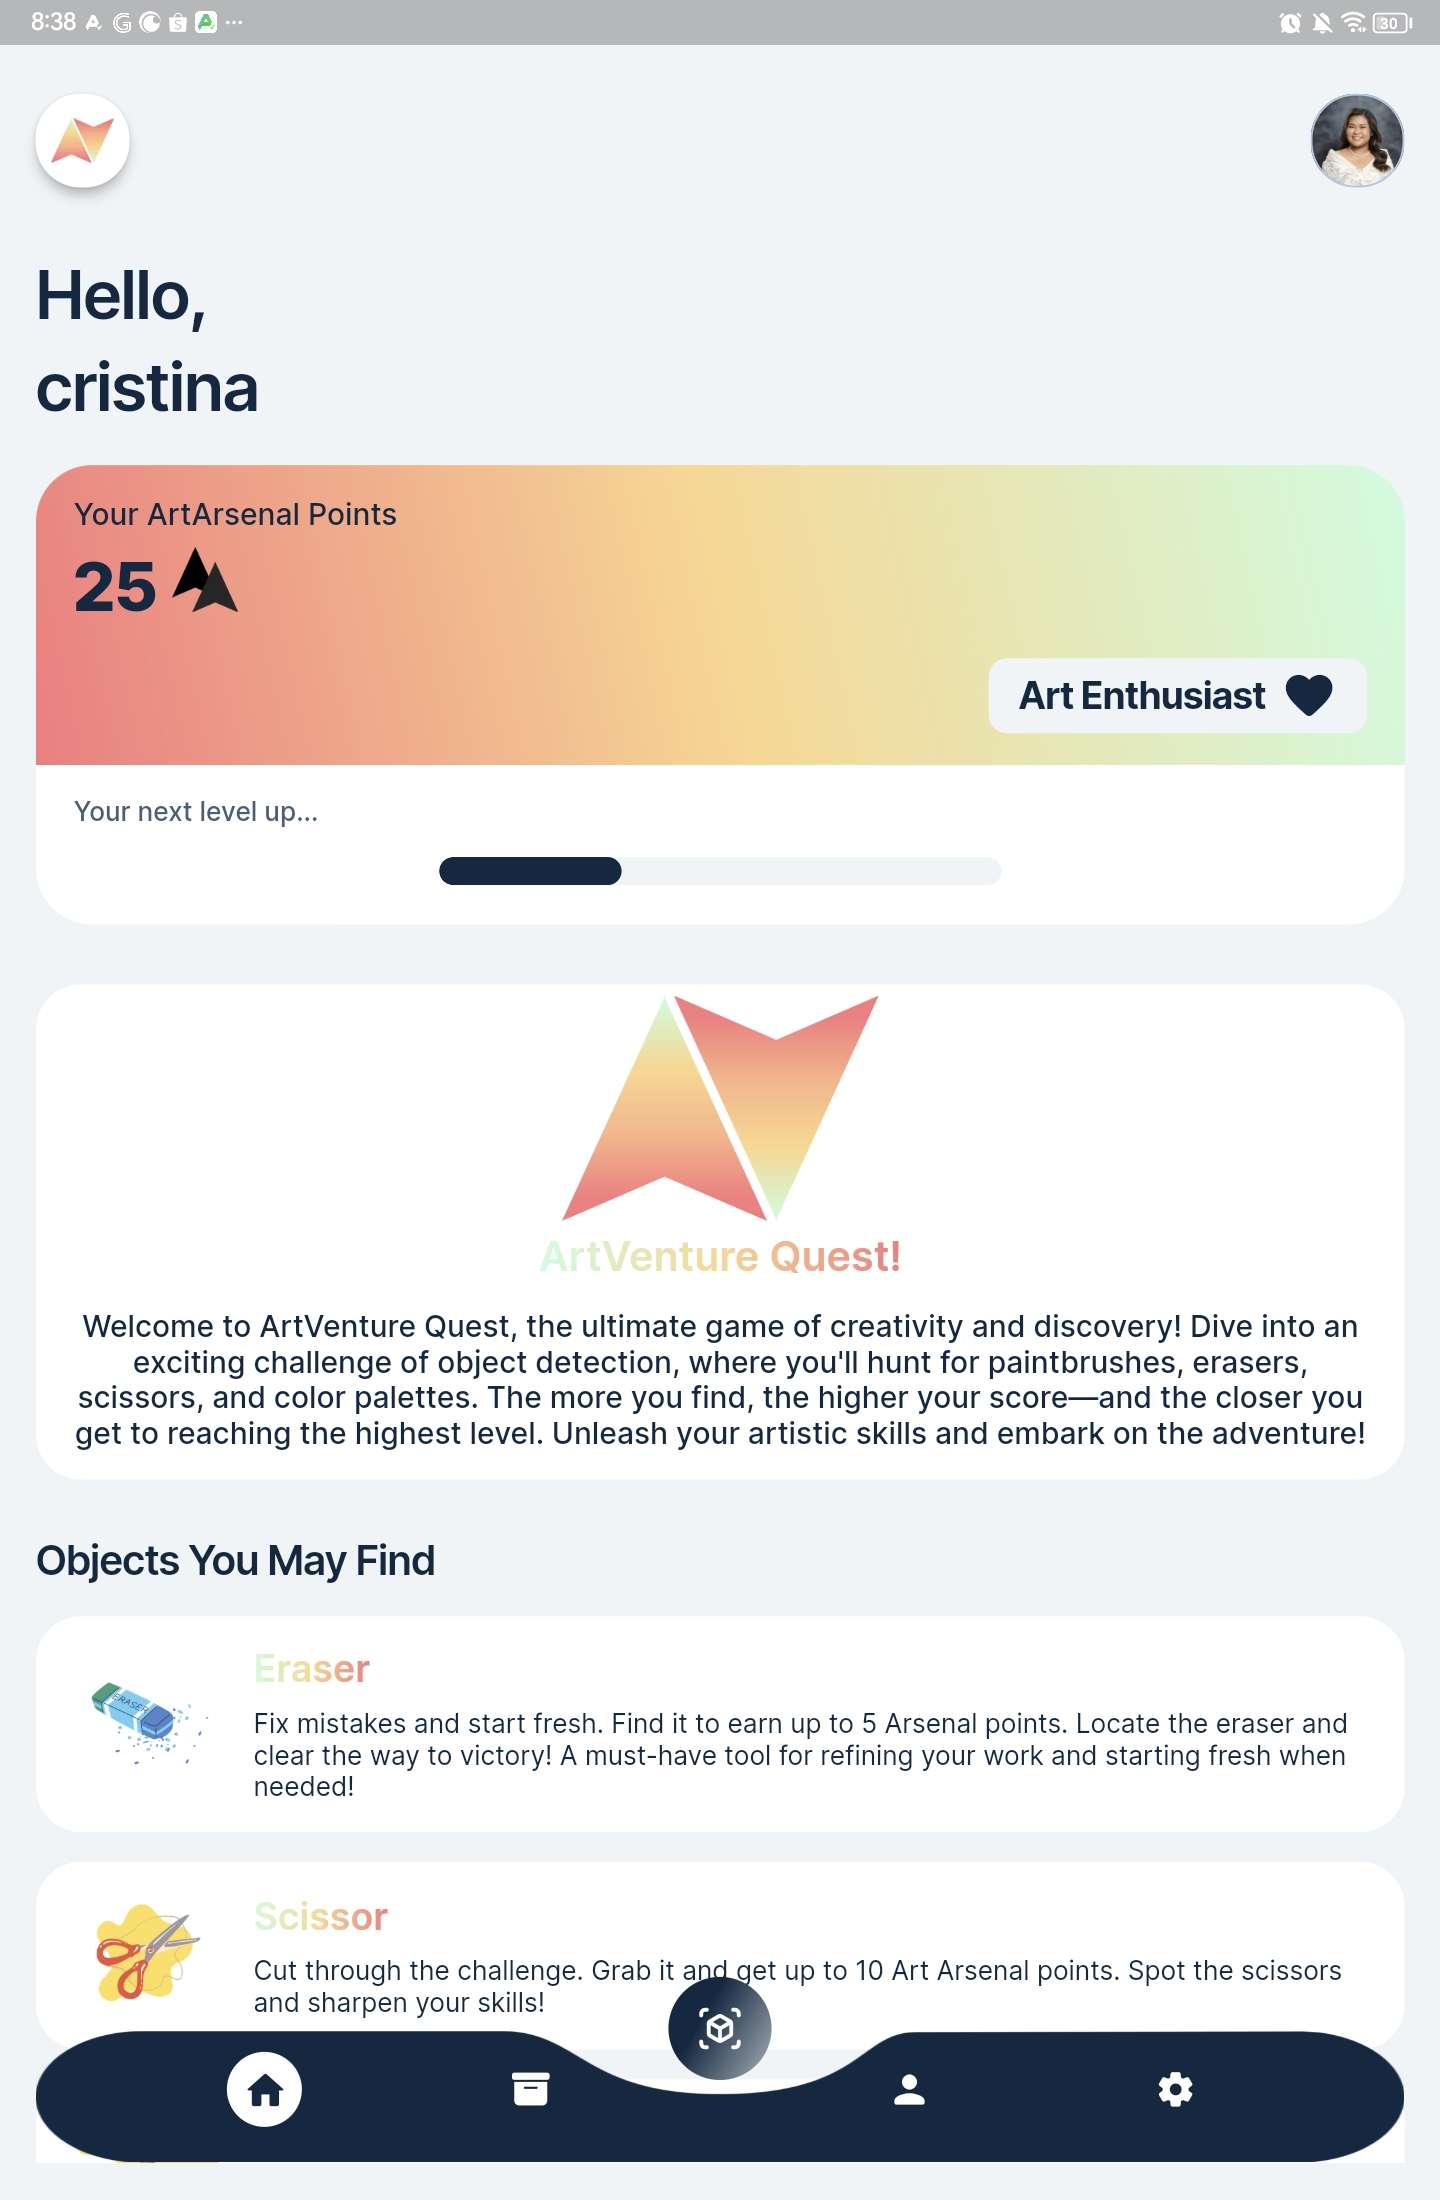 8:38
30
Hello,
cristina
Your ArtArsenal Points
25
Art Enthusiast
Your next level up...
ArtVenture Quest!
Welcome to ArtVenture Quest, the ultimate game of creativity and discovery! Dive into an
exciting challenge of object detection, where you'll hunt for paintbrushes, erasers,
scissors, and color palettes. The more you find, the higher your score—and the closer you
get to reaching the highest level. Unleash your artistic skills and embark on the adventure!
Objects You May Find
Eraser
ERASER
Fix mistakes and start fresh. Find it to earn up to 5 Arsenal points. Locate the eraser and
clear the way to victory! A must-have tool for refining your work and starting fresh when
needed!
Scissor
Cut through the challenge. Grab it and get up to 10 Art Arsenal points. Spot the scissors
and sharpen your skills!